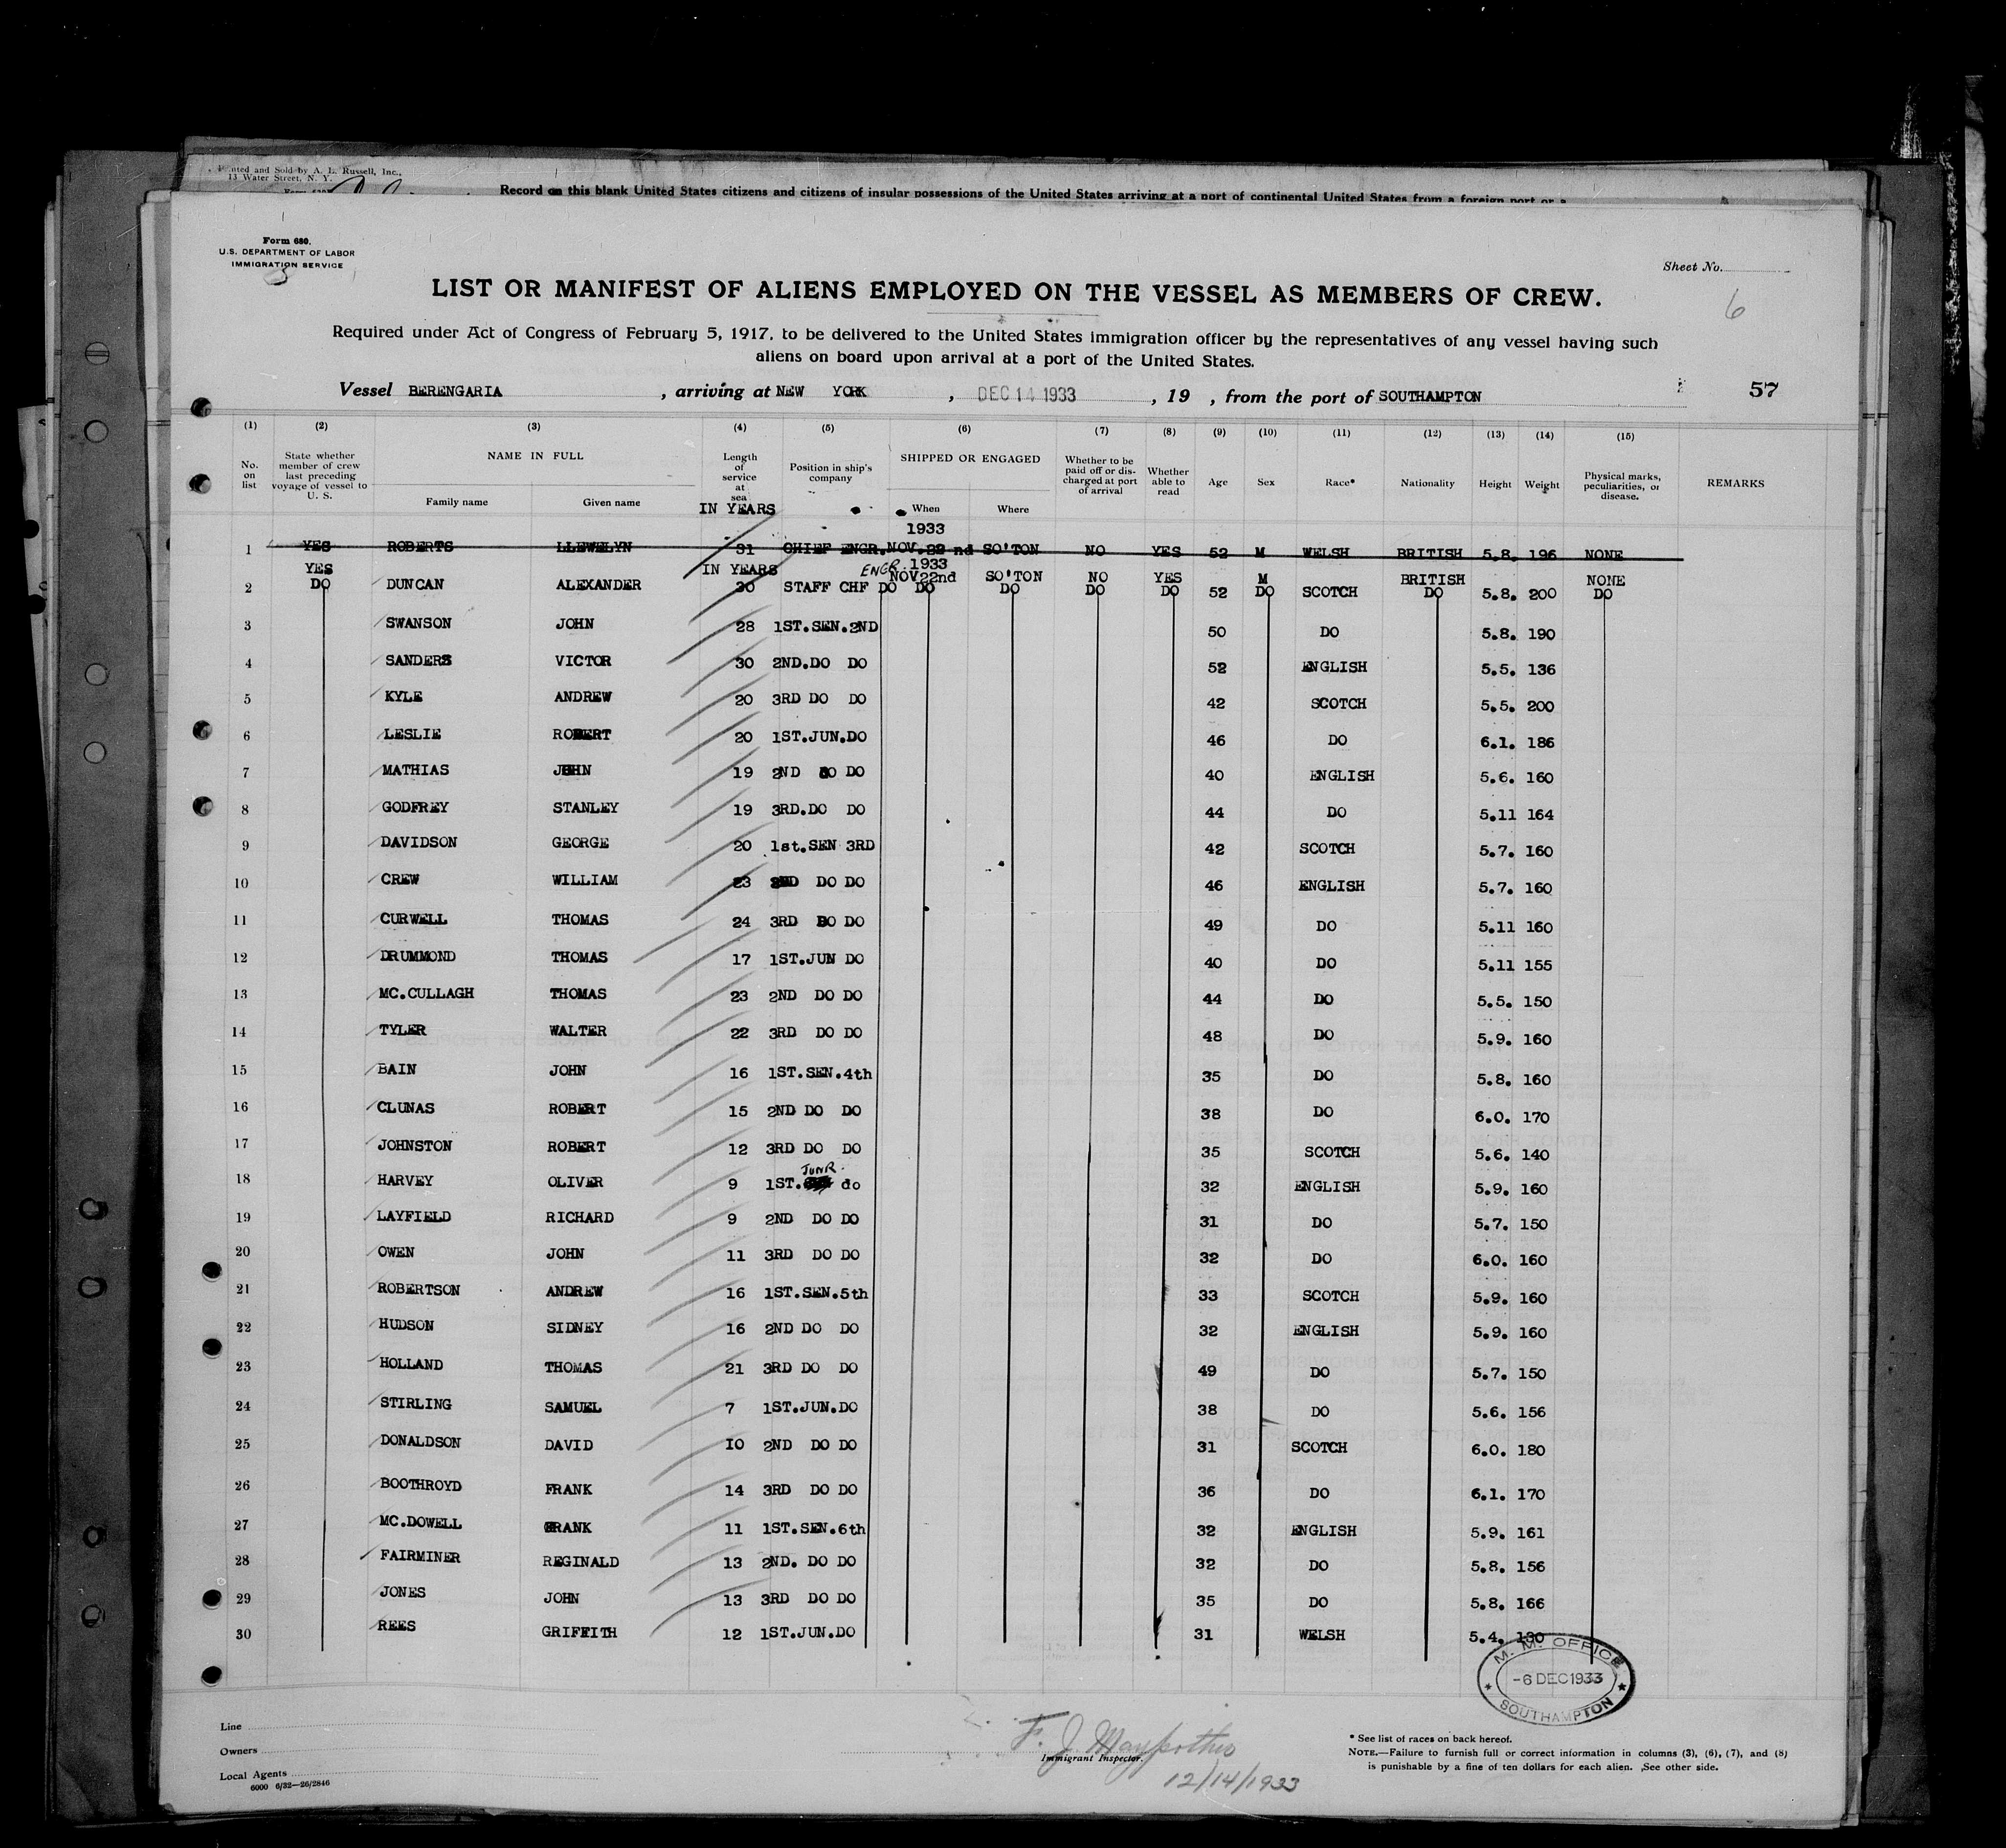 Printed and Sold by A. L. Russell, Inc.,
13 Water Street, N. Y.
Record on this blank United States citizens and citizens of insular possessions of the United States arriving at a port of continental United States from a foreign port or a
Form 680.
U.S. DEPARTMENT OF LABOR
IMMIGRATION SERVICE
Sheet No.
6
LIST OR MANIFEST OF ALIENS EMPLOYED ON THE VESSEL AS MEMBERS OF CREW.
Required under Act of Congress of February 5, 1917, to be delivered to the United States immigration officer by the representatives of any vessel having such
aliens on board upon arrival at a port of the United States.
Vessel BERENGARIA , arriving at NEW YORK , DEC 14 1933 , 19 , from the port of SOUTHAMPTON 57
(1) (2) (3) (4) (5) (6) (7) (8) (9) (10) (11) (12) (13) (14) (15)
No. on list State whether member of crew last preceding voyage of vessel to U. S. NAME IN FULL Family name Given name Length of service at sea Position in ship's company SHIPPED OR ENGAGED When Where Whether to be paid off or discharged at port of arrival Whether able to read Age Sex Race* Nationality Height Weight Physical marks, peculiarities, or disease. REMARKS
IN YEARS
1933
1 YES ROBERTS LLEWELYN 31 CHIEF ENGR. NOV.22 nd SO'TON NO YES 52 M WELSH BRITISH 5.8. 196 NONE
YES IN YEARS ENGR. 1933 NOV22nd SO'TON NO YES M BRITISH NONE
2 DO DUNCAN ALEXANDER 30 STAFF CHF DO DO DO DO DO 52 DO SCOTCH DO 5.8. 200 DO
3 SWANSON JOHN 28 1ST.SEN.2ND 50 DO 5.8. 190
4 SANDERS VICTOR 30 2ND.DO DO 52 ENGLISH 5.5. 136
5 KYLE ANDREW 20 3RD DO DO 42 SCOTCH 5.5. 200
6 LESLIE ROBERT 20 1ST.JUN.DO 46 DO 6.1. 186
7 MATHIAS JOHN 19 2ND DO DO 40 ENGLISH 5.6. 160
8 GODFREY STANLEY 19 3RD.DO DO 44 DO 5.11 164
9 DAVIDSON GEORGE 20 1st.SEN 3RD 42 SCOTCH 5.7. 160
10 CREW WILLIAM 23 2ND DO DO 46 ENGLISH 5.7. 160
11 CURWELL THOMAS 24 3RD DO DO 49 DO 5.11 160
12 DRUMMOND THOMAS 17 1ST.JUN DO 40 DO 5.11 155
13 MC.CULLAGH THOMAS 23 2ND DO DO 44 DO 5.5. 150
14 TYLER WALTER 22 3RD DO DO 48 DO 5.9. 160
15 BAIN JOHN 16 1ST.SEN.4th 35 DO 5.8. 160
16 CLUNAS ROBERT 15 2ND DO DO 38 DO 6.0. 170
17 JOHNSTON ROBERT 12 3RD DO DO 35 SCOTCH 5.6. 140
18 HARVEY OLIVER 9 1ST. JUNR. do 32 ENGLISH 5.9. 160
19 LAYFIELD RICHARD 9 2ND DO DO 31 DO 5.7. 150
20 OWEN JOHN 11 3RD DO DO 32 DO 6.0. 160
21 ROBERTSON ANDREW 16 1ST.SEN.5th 33 SCOTCH 5.9. 160
22 HUDSON SIDNEY 16 2ND DO DO 32 ENGLISH 5.9. 160
23 HOLLAND THOMAS 21 3RD DO DO 49 DO 5.7. 150
24 STIRLING SAMUEL 7 1ST.JUN.DO 38 DO 5.6. 156
25 DONALDSON DAVID 10 2ND DO DO 31 SCOTCH 6.0. 180
26 BOOTHROYD FRANK 14 3RD DO DO 36 DO 6.1. 170
27 MC.DOWELL FRANK 11 1ST.SEN.6th 32 ENGLISH 5.9. 161
28 FAIRMINER REGINALD 13 2ND. DO DO 32 DO 5.8. 156
29 JONES JOHN 13 3RD DO DO 35 DO 5.8. 166
30 REES GRIFFITH 12 1ST.JUN.DO 31 WELSH 5.4. 130
M. M. OFFICE
-6 DEC 1933
SOUTHAMPTON
Line
Owners
Local Agents
6000 6/32—26/2846
F. J.
Immigrant Inspector.
12/14/1933
* See list of races on back hereof.
NOTE.—Failure to furnish full or correct information in columns (3), (6), (7), and (8)
is punishable by a fine of ten dollars for each alien. See other side.